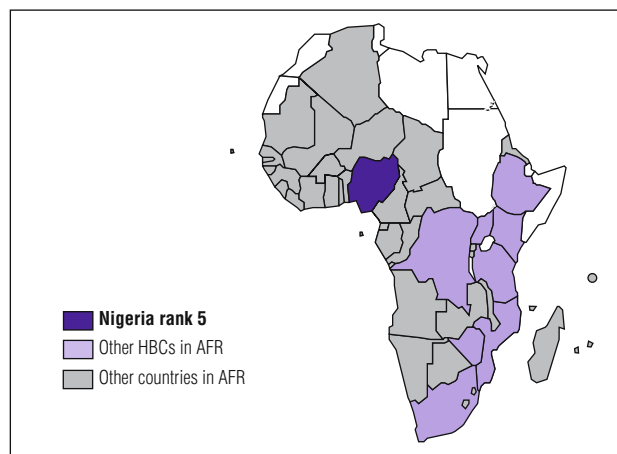 Nigeria rank 5
Other HBCs in AFR
Other countries in AFR